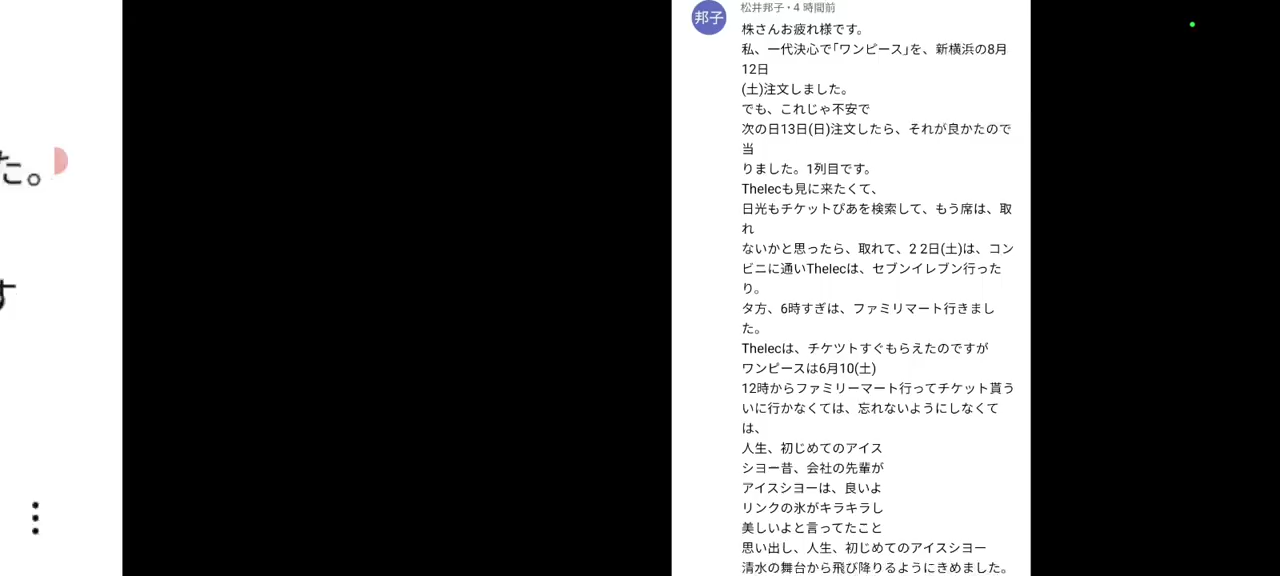 た。
す
邦子
松井邦子・4 時間前
株さんお疲れ様です。
私、一代決心で｢ワンピース｣を、新横浜の8月
12日
(土)注文しました。
でも、これじゃ不安で
次の日13日(日)注文したら、それが良かたので
当
りました。1列目です。
Thelecも見に来たくて、
日光もチケットぴあを検索して、もう席は、取
れ
ないかと思ったら、取れて、2 2日(土)は、コン
ビニに通いThelecは、セブンイレブン行った
り。
夕方、6時すぎは、ファミリマート行きまし
た。
Thelecは、チケツトすぐもらえたのですが
ワンピースは6月10(土)
12時からファミリーマート行ってチケット貰う
いに行かなくては、忘れないようにしなくて
は、
人生、初じめてのアイス
シヨー昔、会社の先輩が
アイスシヨーは、良いよ
リンクの氷がキラキラし
美しいよと言ってたこと
思い出し、人生、初じめてのアイスシヨー
清水の舞台から飛び降りるようにきめました。